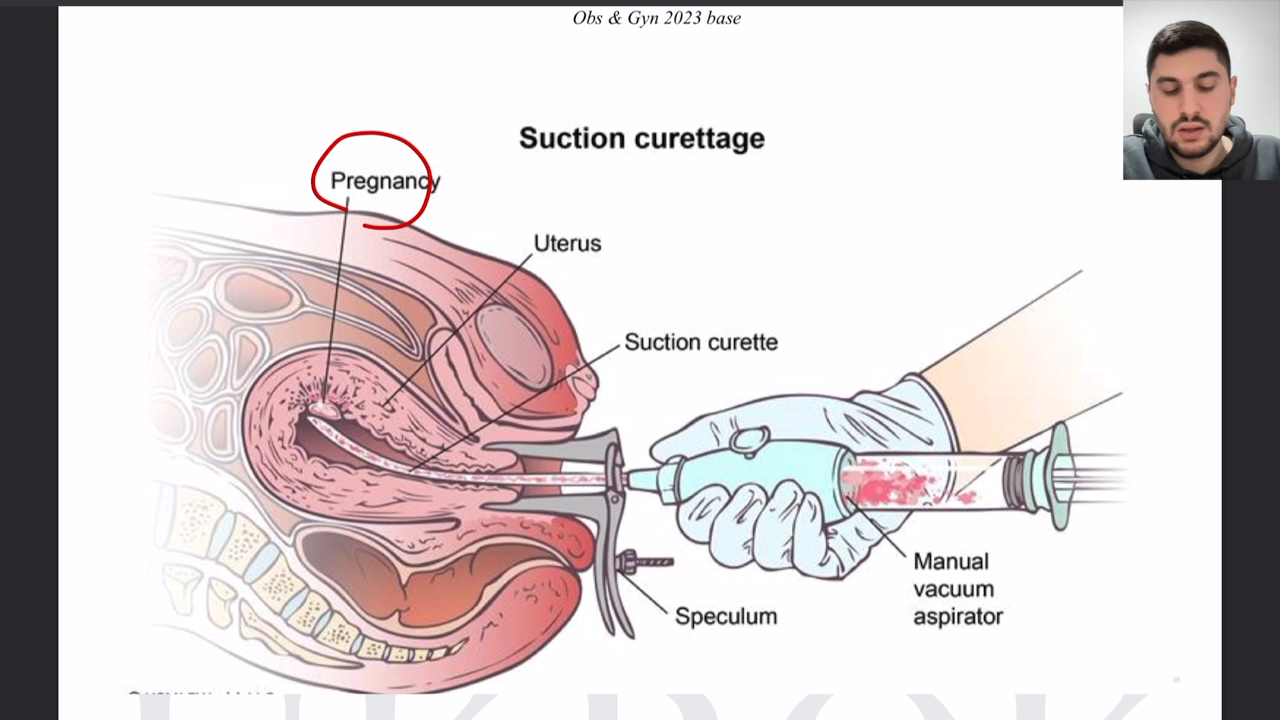 Obs & Gyn 2023 base
Suction curettage
Pregnancy
Uterus
Suction curette
Manual
vacuum
aspirator
Speculum